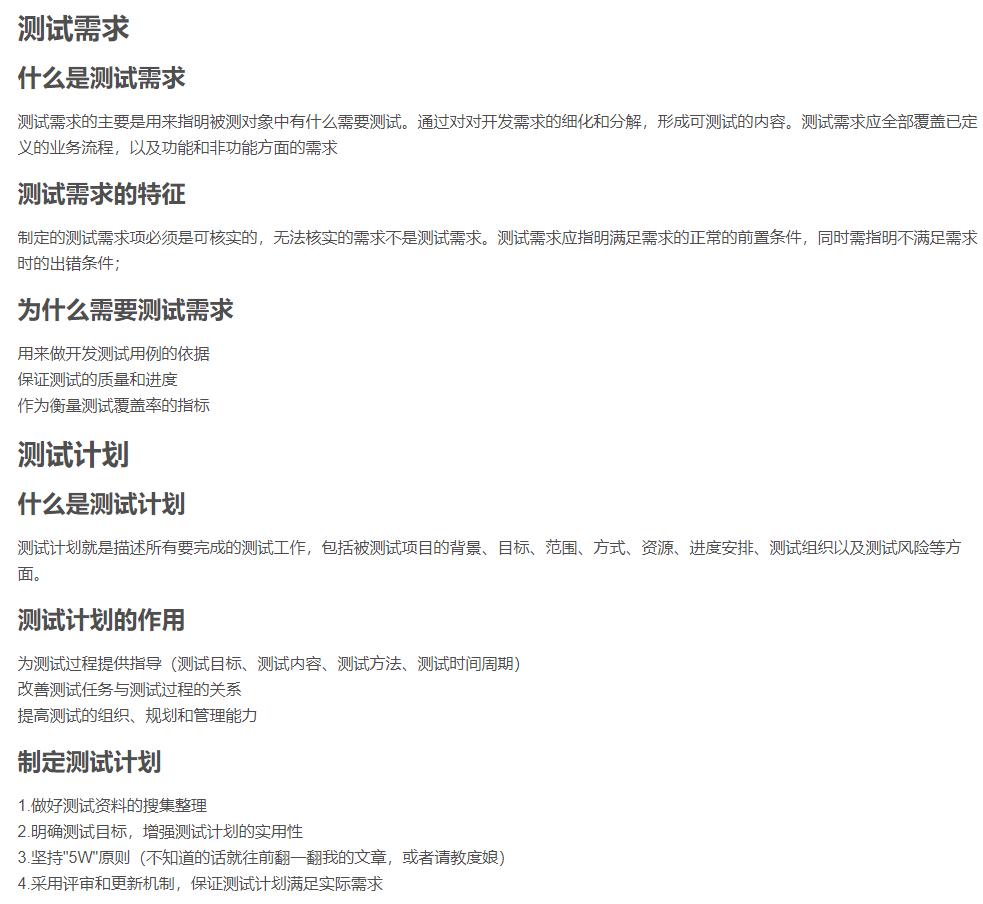 测试需求
什么是测试需求
测试需求的主要是用来指明被测对象中有什么需要测试。通过对对开发需求的细化和分解，形成可测试的内容。测试需求应全部覆盖已定
义的业务流程，以及功能和非功能方面的需求
测试需求的特征
制定的测试需求项必须是可核实的，无法核实的需求不是测试需求。测试需求应指明满足需求的正常的前置条件，同时需指明不满足需求
时的出错条件；
为什么需要测试需求
用来做开发测试用例的依据
保证测试的质量和进度
作为衡量测试覆盖率的指标
测试计划
什么是测试计划
测试计划就是描述所有要完成的测试工作，包括被测试项目的背景、目标、范围、方式、资源、进度安排、测试组织以及测试风险等方
面。
测试计划的作用
为测试过程提供指导（测试目标、测试内容、测试方法、测试时间周期）
改善测试任务与测试过程的关系
提高测试的组织、规划和管理能力
制定测试计划
1.做好测试资料的搜集整理
2.明确测试目标，增强测试计划的实用性
3.坚持"5W"原则（不知道的话就往前翻一翻我的文章，或者请教度娘）
4.采用评审和更新机制，保证测试计划满足实际需求